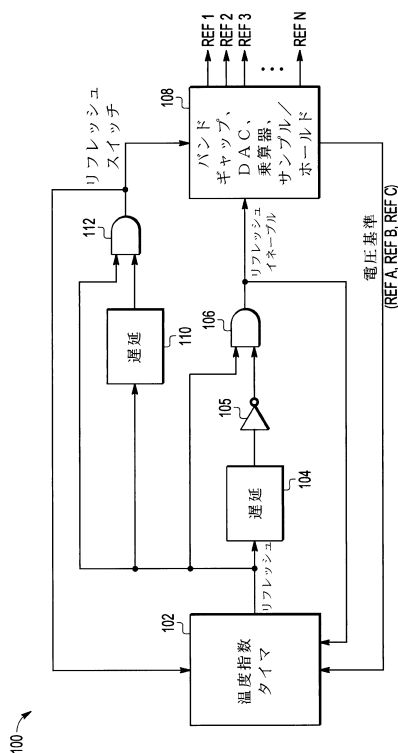 100
102
温度指数
タイマ
リフレッシュ
遅延
104
105
106
遅延
110
112
リフレッシュ
スイッチ
リフレッシュ
イネーブル
108
バンド
ギャップ、
DAC、
乗算器、
サンプル／
ホールド
REF 1
REF 2
REF 3
...
REF N
電圧基準
(REF A, REF B, REF C)